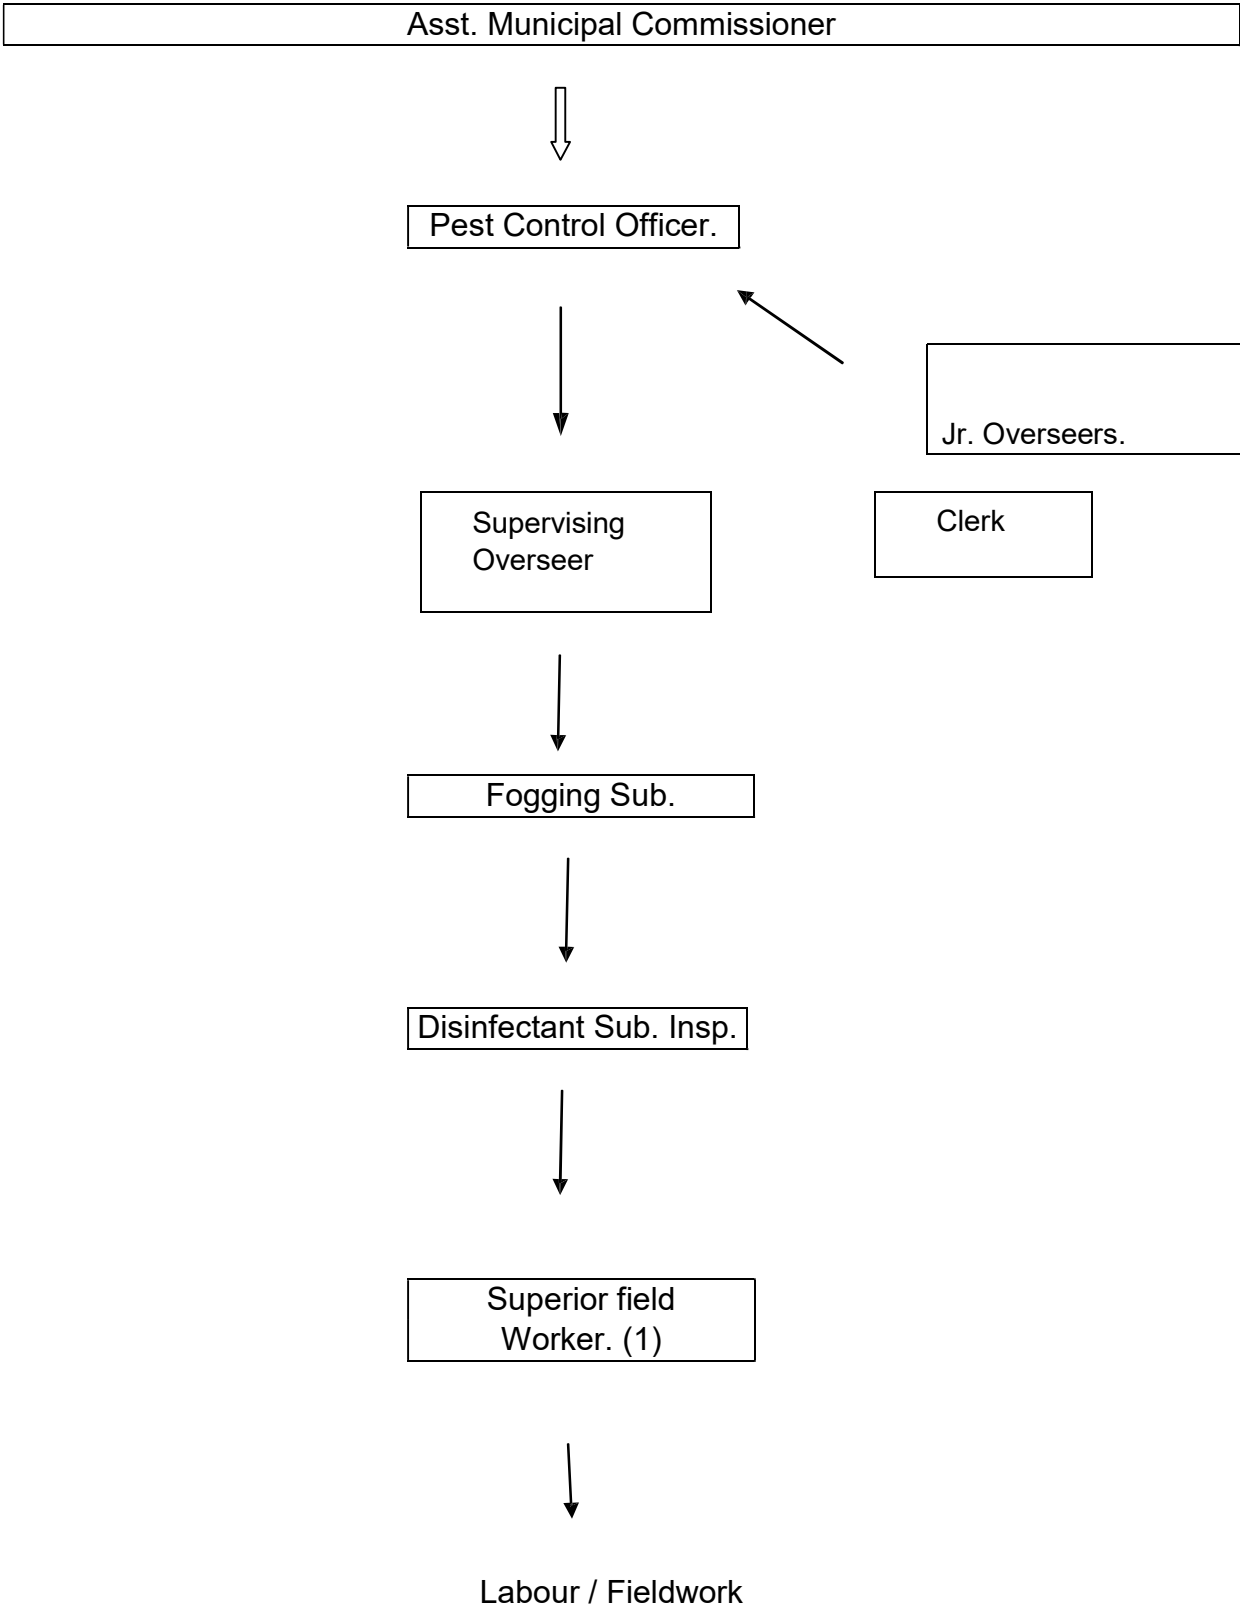 Asst. Municipal Commissioner
Pest Control Officer.
Jr. Overseers.
Supervising
Overseer
Clerk
Fogging Sub.
Disinfectant Sub. Insp.
Superior field
Worker. (1)
Labour / Fieldwork